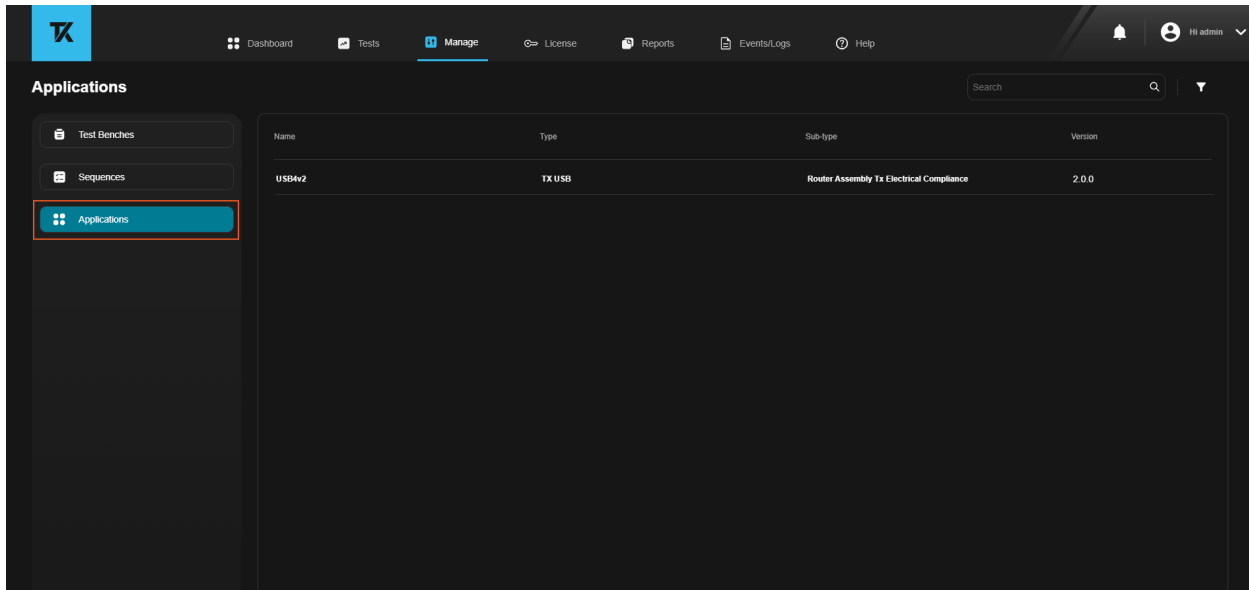 TK
Dashboard Tests Manage License Reports Events/Logs Help Hi admin
Applications
Search
Test Benches
Sequences
Applications
Name Type Sub-type Version
USB4v2 TX USB Router Assembly Tx Electrical Compliance 2.0.0